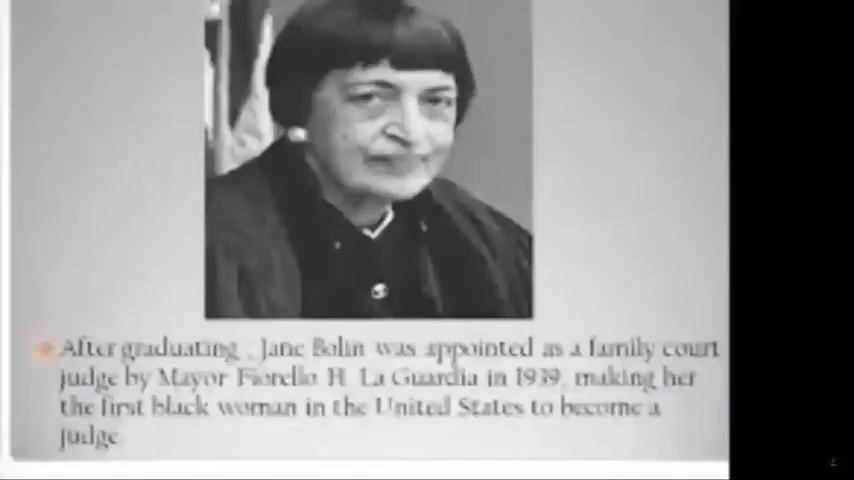 After graduating , Jane Bolin was appointed as a family court
judge by Mayor Fiorello H. La Guardia in 1939, making her
the first black woman in the United States to become a
judge.